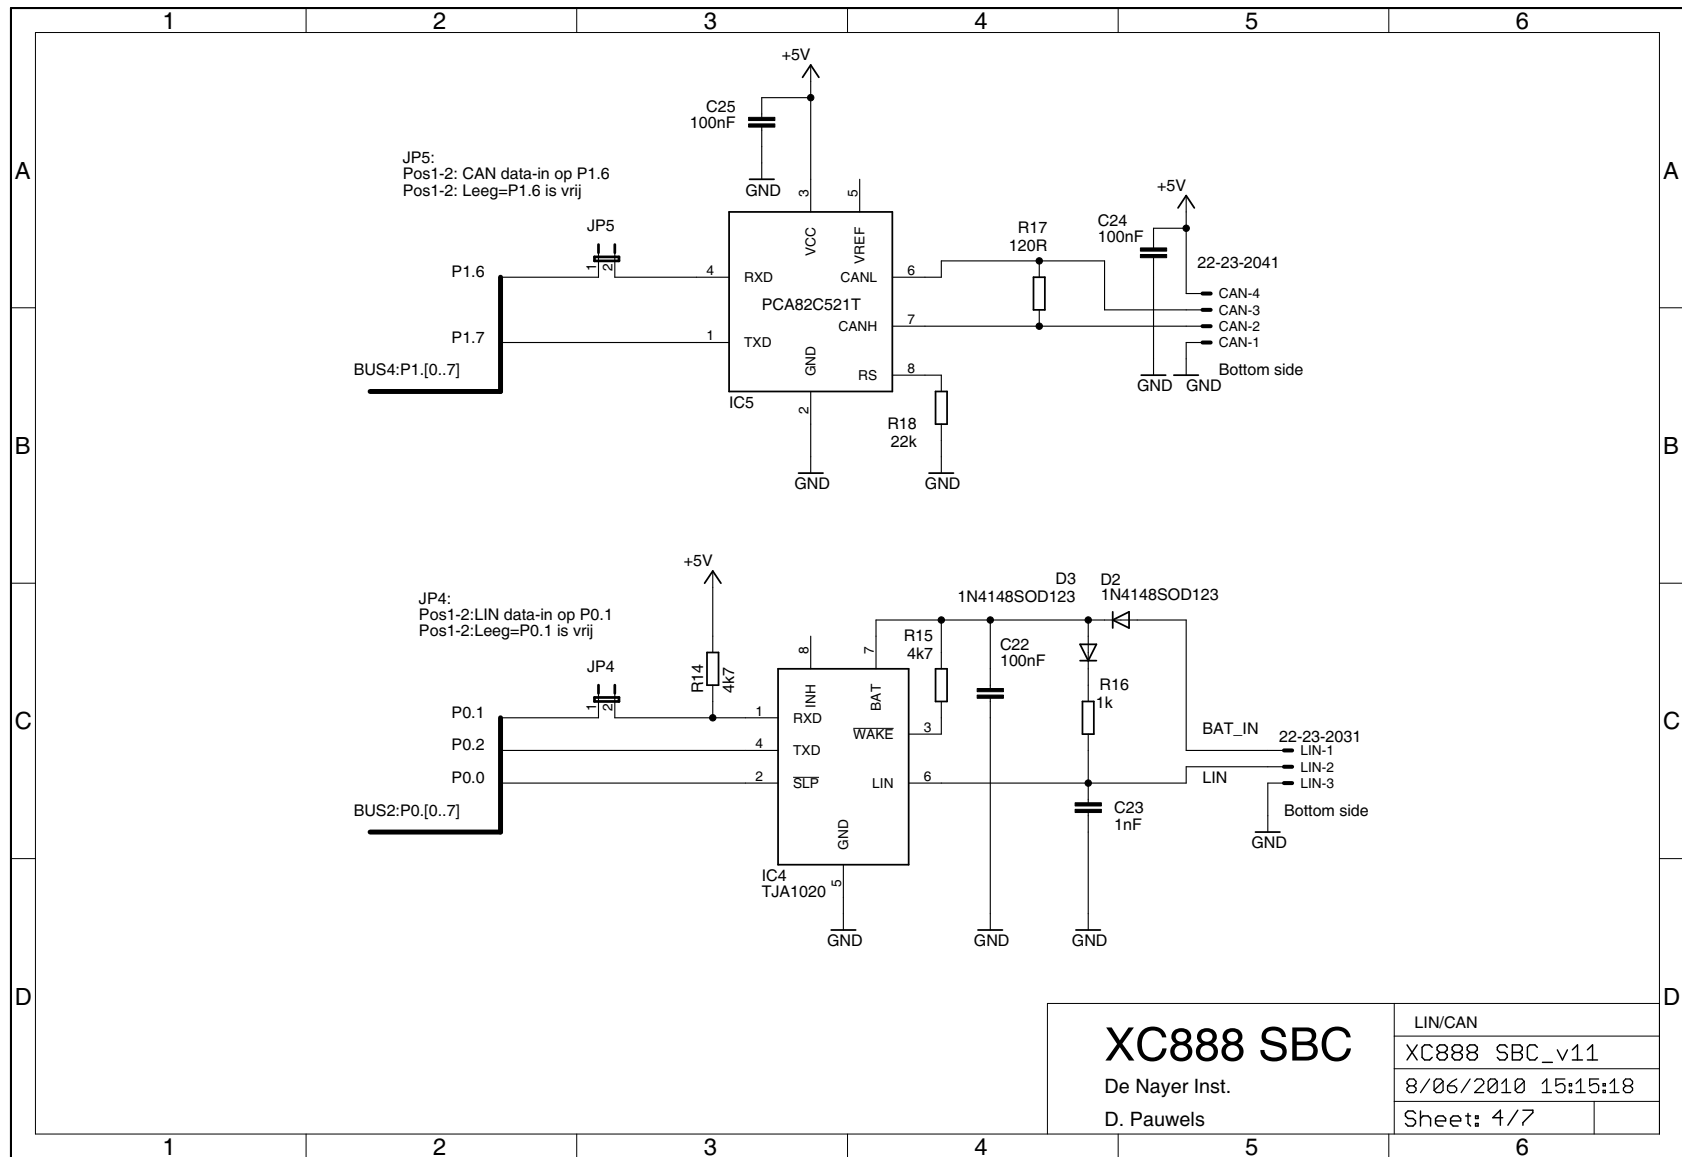 1 2 3 4 5 6
A A
B B
C C
D D
+5V
C25
100nF
GND
JP5:
Pos1-2: CAN data-in op P1.6
Pos1-2: Leeg=P1.6 is vrij
JP5
1 2
P1.6
P1.7
BUS4:P1.[0..7]
3
5
VCC
VREF
4
RXD
CANL
6
PCA82C521T
CANH
7
1
TXD
GND
RS
8
IC5
2
GND
R18
22k
GND
R17
120R
+5V
C24
100nF
22-23-2041
CAN-4
CAN-3
CAN-2
CAN-1
GND
GND
Bottom side
+5V
JP4:
Pos1-2:LIN data-in op P0.1
Pos1-2:Leeg=P0.1 is vrij
JP4
1 2
R14
4k7
P0.1
P0.2
P0.0
BUS2:P0.[0..7]
8
7
INH
BAT
1
RXD
WAKE
3
4
TXD
2
SLP
LIN
6
GND
IC4
TJA1020
5
GND
R15
4k7
C22
100nF
GND
D3
1N4148SOD123
D2
1N4148SOD123
R16
1k
C23
1nF
GND
BAT_IN
LIN
22-23-2031
LIN-1
LIN-2
LIN-3
Bottom side
GND
XC888 SBC
De Nayer Inst.
D. Pauwels
LIN/CAN
XC888 SBC_v11
8/06/2010 15:15:18
Sheet: 4/7
1 2 3 4 5 6